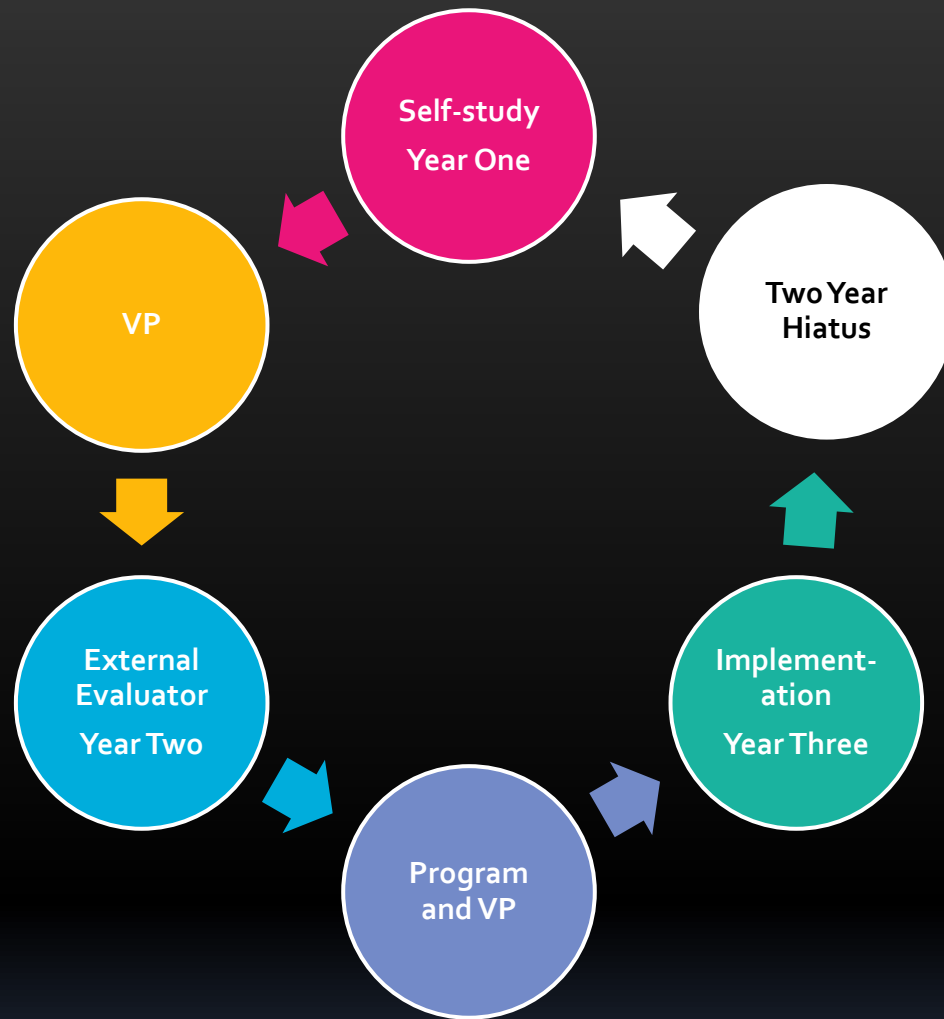 Self-study
Year One
Two Year
Hiatus
VP
External
Evaluator
Year Two
Implement-
ation
Year Three
Program
and VP